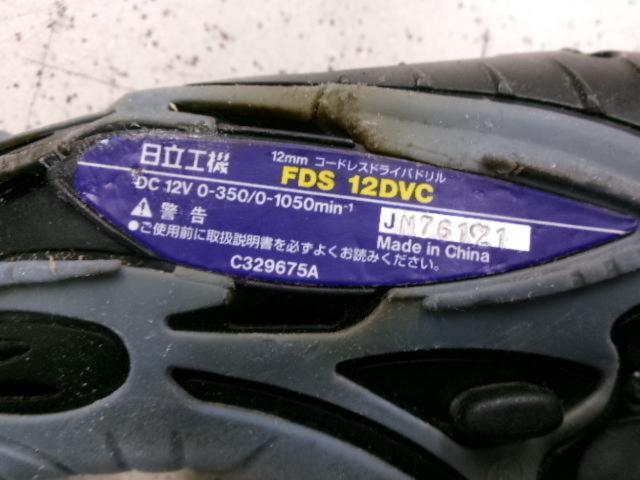 日立工機
12mm コードレスドライバドリル
FDS 12DVC
DC 12V 0-350/0-1050min⁻¹
警告
JM76121
●ご使用前に取扱説明書を必ずよくお読みください。
Made in China
C329675A